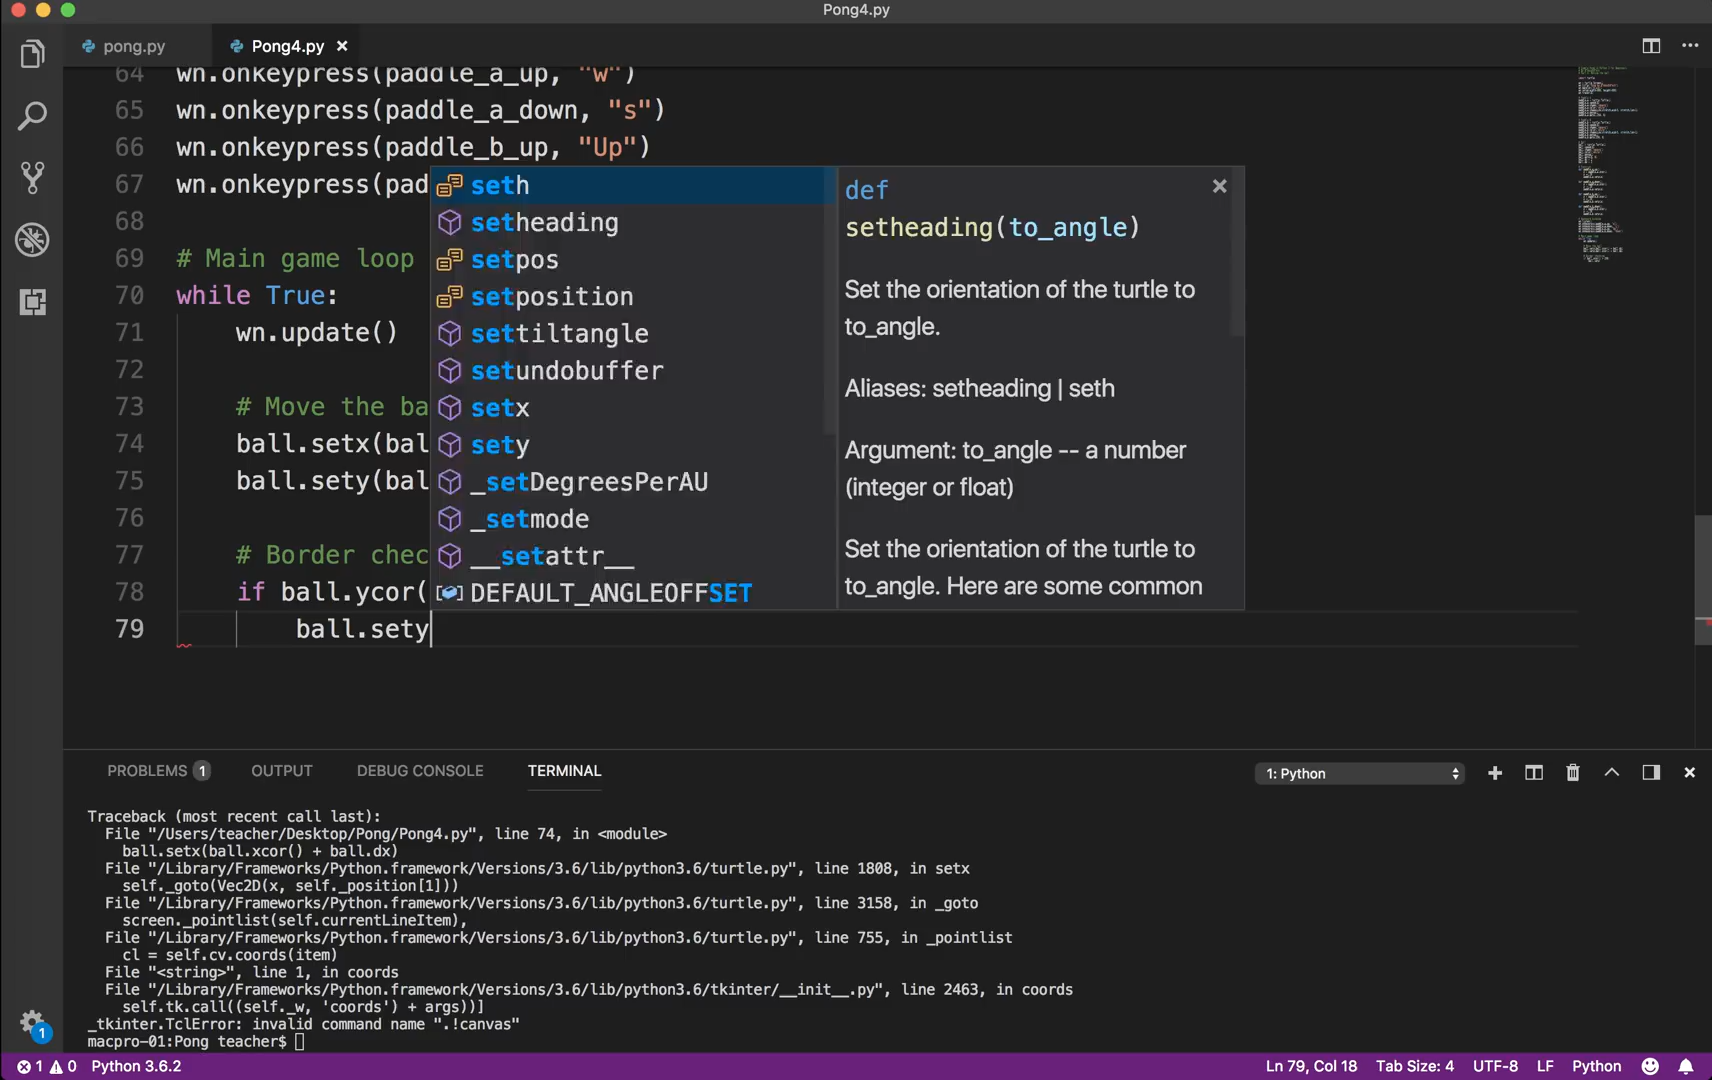 Pong4.py
pong.py
Pong4.py
64 wn.onkeypress(paddle_a_up, "w")
65 wn.onkeypress(paddle_a_down, "s")
66 wn.onkeypress(paddle_b_up, "Up")
67 wn.onkeypress(pad
68
69 # Main game loop
70 while True:
71 wn.update()
72
73 # Move the ba
74 ball.setx(bal
75 ball.sety(bal
76
77 # Border chec
78 if ball.ycor(
79 ball.sety
seth
setheading
setpos
setposition
settiltangle
setundobuffer
setx
sety
_setDegreesPerAU
_setmode
__setattr__
DEFAULT_ANGLEOFFSET
def
setheading(to_angle)
Set the orientation of the turtle to
to_angle.
Aliases: setheading | seth
Argument: to_angle -- a number
(integer or float)
Set the orientation of the turtle to
to_angle. Here are some common
PROBLEMS 1 OUTPUT DEBUG CONSOLE TERMINAL
1: Python
Traceback (most recent call last):
File "/Users/teacher/Desktop/Pong/Pong4.py", line 74, in <module>
ball.setx(ball.xcor() + ball.dx)
File "/Library/Frameworks/Python.framework/Versions/3.6/lib/python3.6/turtle.py", line 1808, in setx
self._goto(Vec2D(x, self._position[1]))
File "/Library/Frameworks/Python.framework/Versions/3.6/lib/python3.6/turtle.py", line 3158, in _goto
screen._pointlist(self.currentLineItem),
File "/Library/Frameworks/Python.framework/Versions/3.6/lib/python3.6/turtle.py", line 755, in _pointlist
cl = self.cv.coords(item)
File "<string>", line 1, in coords
File "/Library/Frameworks/Python.framework/Versions/3.6/lib/python3.6/tkinter/__init__.py", line 2463, in coords
self.tk.call((self._w, 'coords') + args))]
_tkinter.TclError: invalid command name ".!canvas"
macpro-01:Pong teacher$
1
1 0 Python 3.6.2
Ln 79, Col 18 Tab Size: 4 UTF-8 LF Python